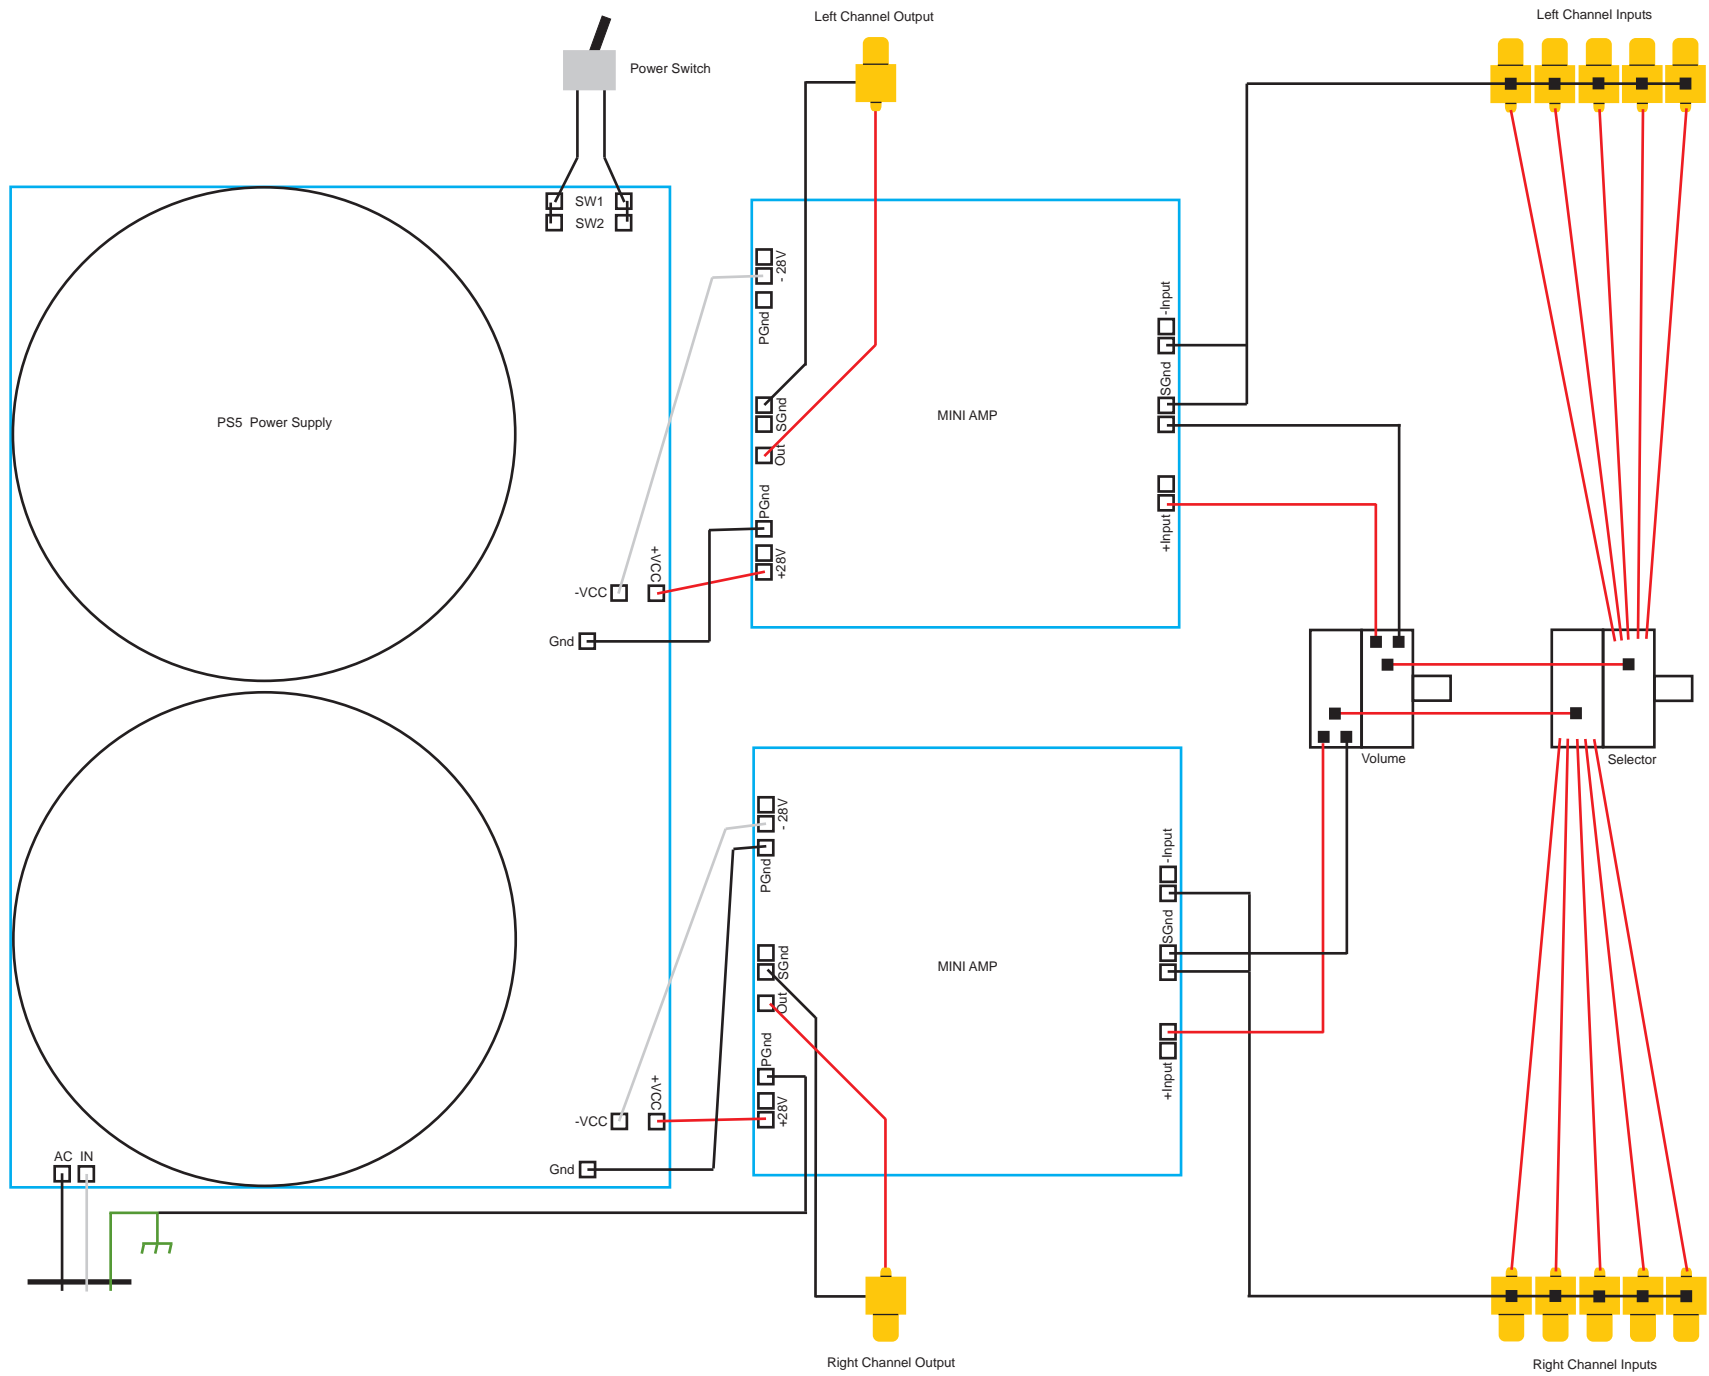 Left Channel Output
Left Channel Inputs
Power Switch
SW1
SW2
PS5 Power Supply
- 28V
PGnd
SGnd
Out
PGnd
+28V
MINI AMP
-Input
SGnd
+Input
-VCC
+VCC
Gnd
Volume
Selector
- 28V
PGnd
SGnd
Out
PGnd
+28V
MINI AMP
-Input
SGnd
+Input
-VCC
+VCC
Gnd
AC IN
Right Channel Output
Right Channel Inputs